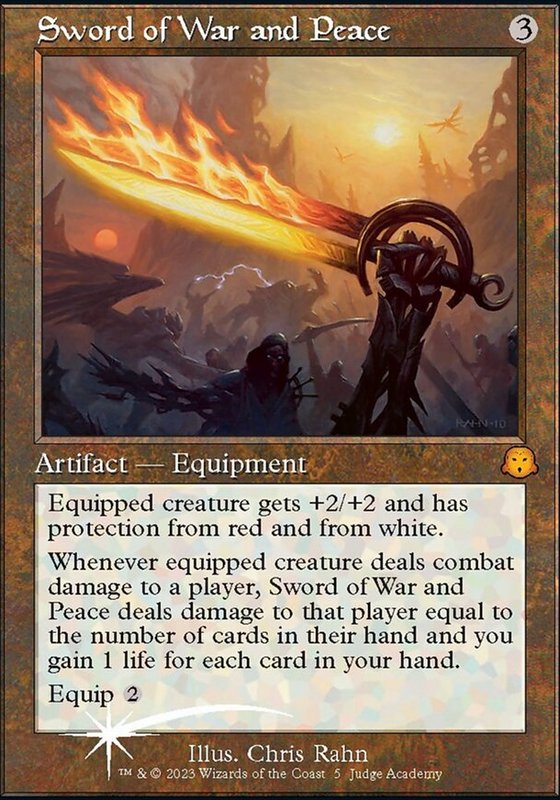 Sword of War and Peace 3
RAHN·10
Artifact — Equipment
Equipped creature gets +2/+2 and has
protection from red and from white.
Whenever equipped creature deals combat
damage to a player, Sword of War and
Peace deals damage to that player equal to
the number of cards in their hand and you
gain 1 life for each card in your hand.
Equip 2
Illus. Chris Rahn
™ & © 2023 Wizards of the Coast 5 Judge Academy